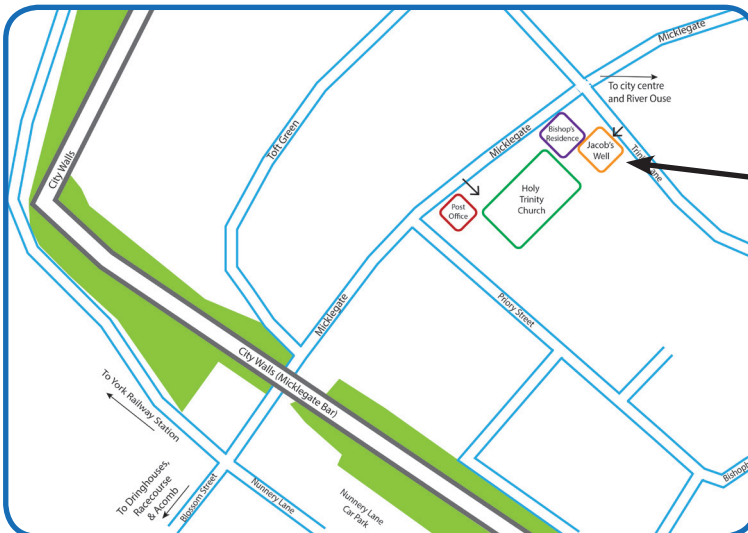 Micklegate
To city centre
and River Ouse
Bishop's
Residence
Jacob's
Well
Micklegate
Toft Green
City Walls
Holy
Trinity
Church
Post
Office
Priory Street
Micklegate
City Walls (Micklegate Bar)
To York Railway Station
To Dringhouses,
Racecourse
& Acomb
Blossom Street
Nunnery Lane
Nunnery Lane
Car Park